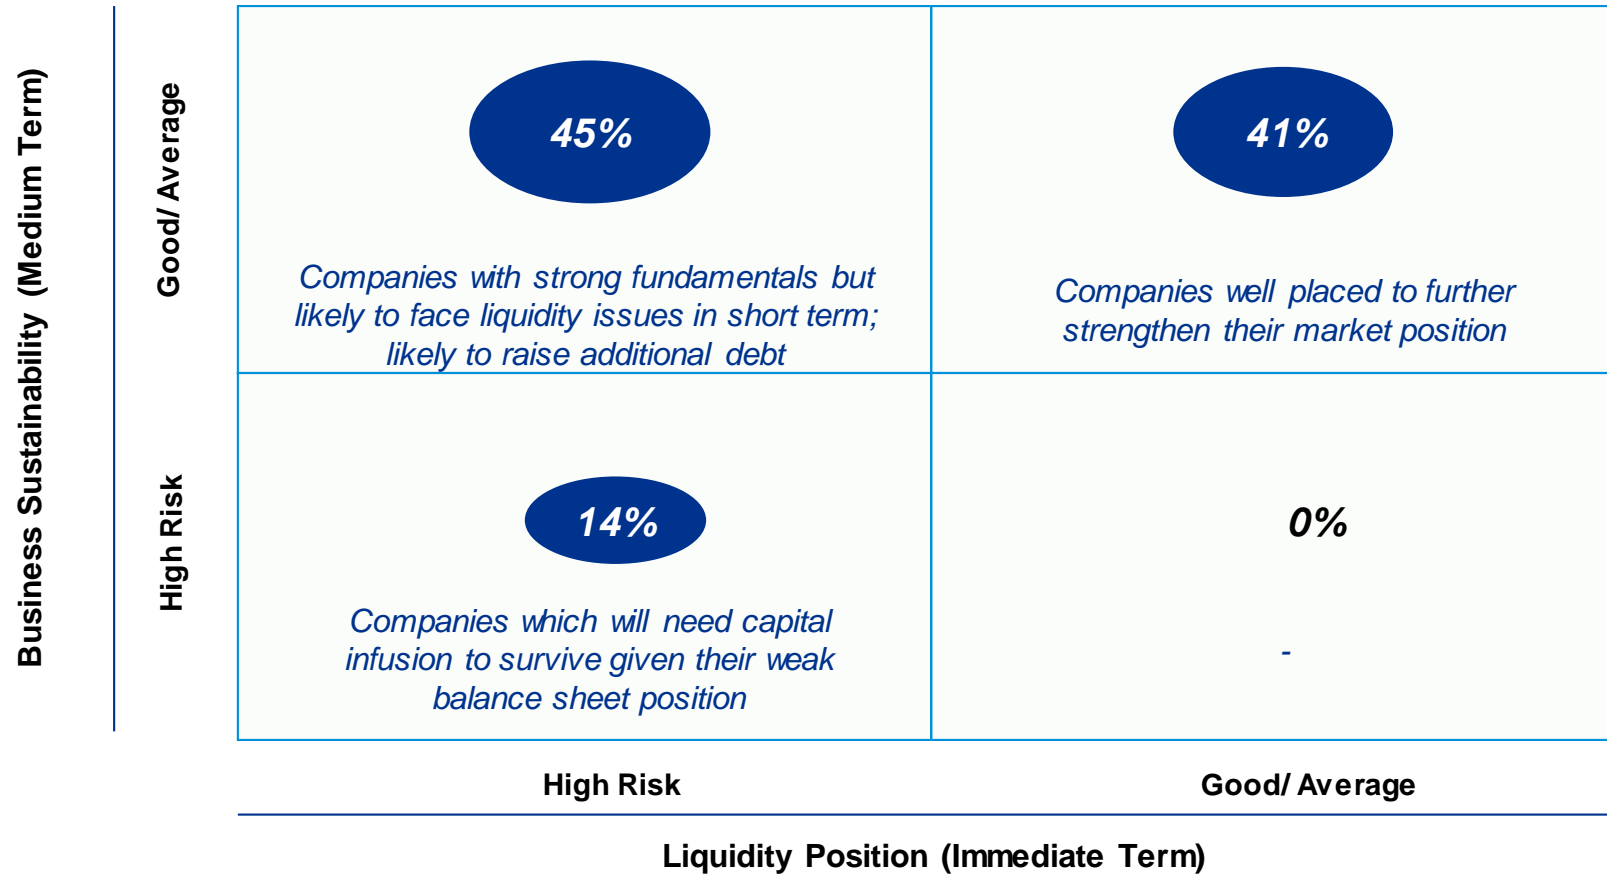 Business Sustainability (Medium Term)
Good/ Average
High Risk
45%
Companies with strong fundamentals but
likely to face liquidity issues in short term;
likely to raise additional debt
41%
Companies well placed to further
strengthen their market position
14%
Companies which will need capital
infusion to survive given their weak
balance sheet position
0%
-
High Risk
Good/ Average
Liquidity Position (Immediate Term)